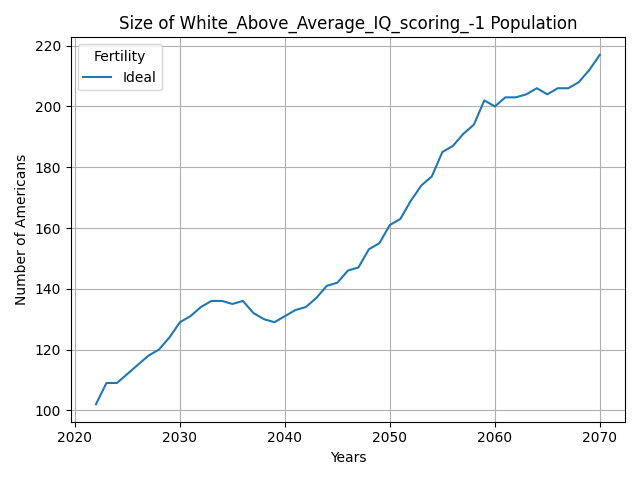 Size of White_Above_Average_IQ_scoring_-1 Population
Fertility
Ideal
Number of Americans
220
200
180
160
140
120
100
2020
2030
2040
2050
2060
2070
Years